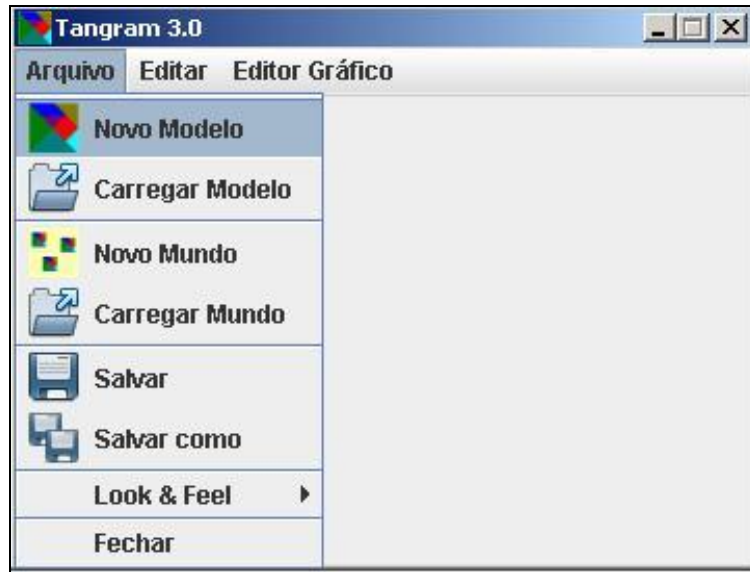 Tangram 3.0
Arquivo Editar Editor Gráfico
Novo Modelo
Carregar Modelo
Novo Mundo
Carregar Mundo
Salvar
Salvar como
Look & Feel
Fechar